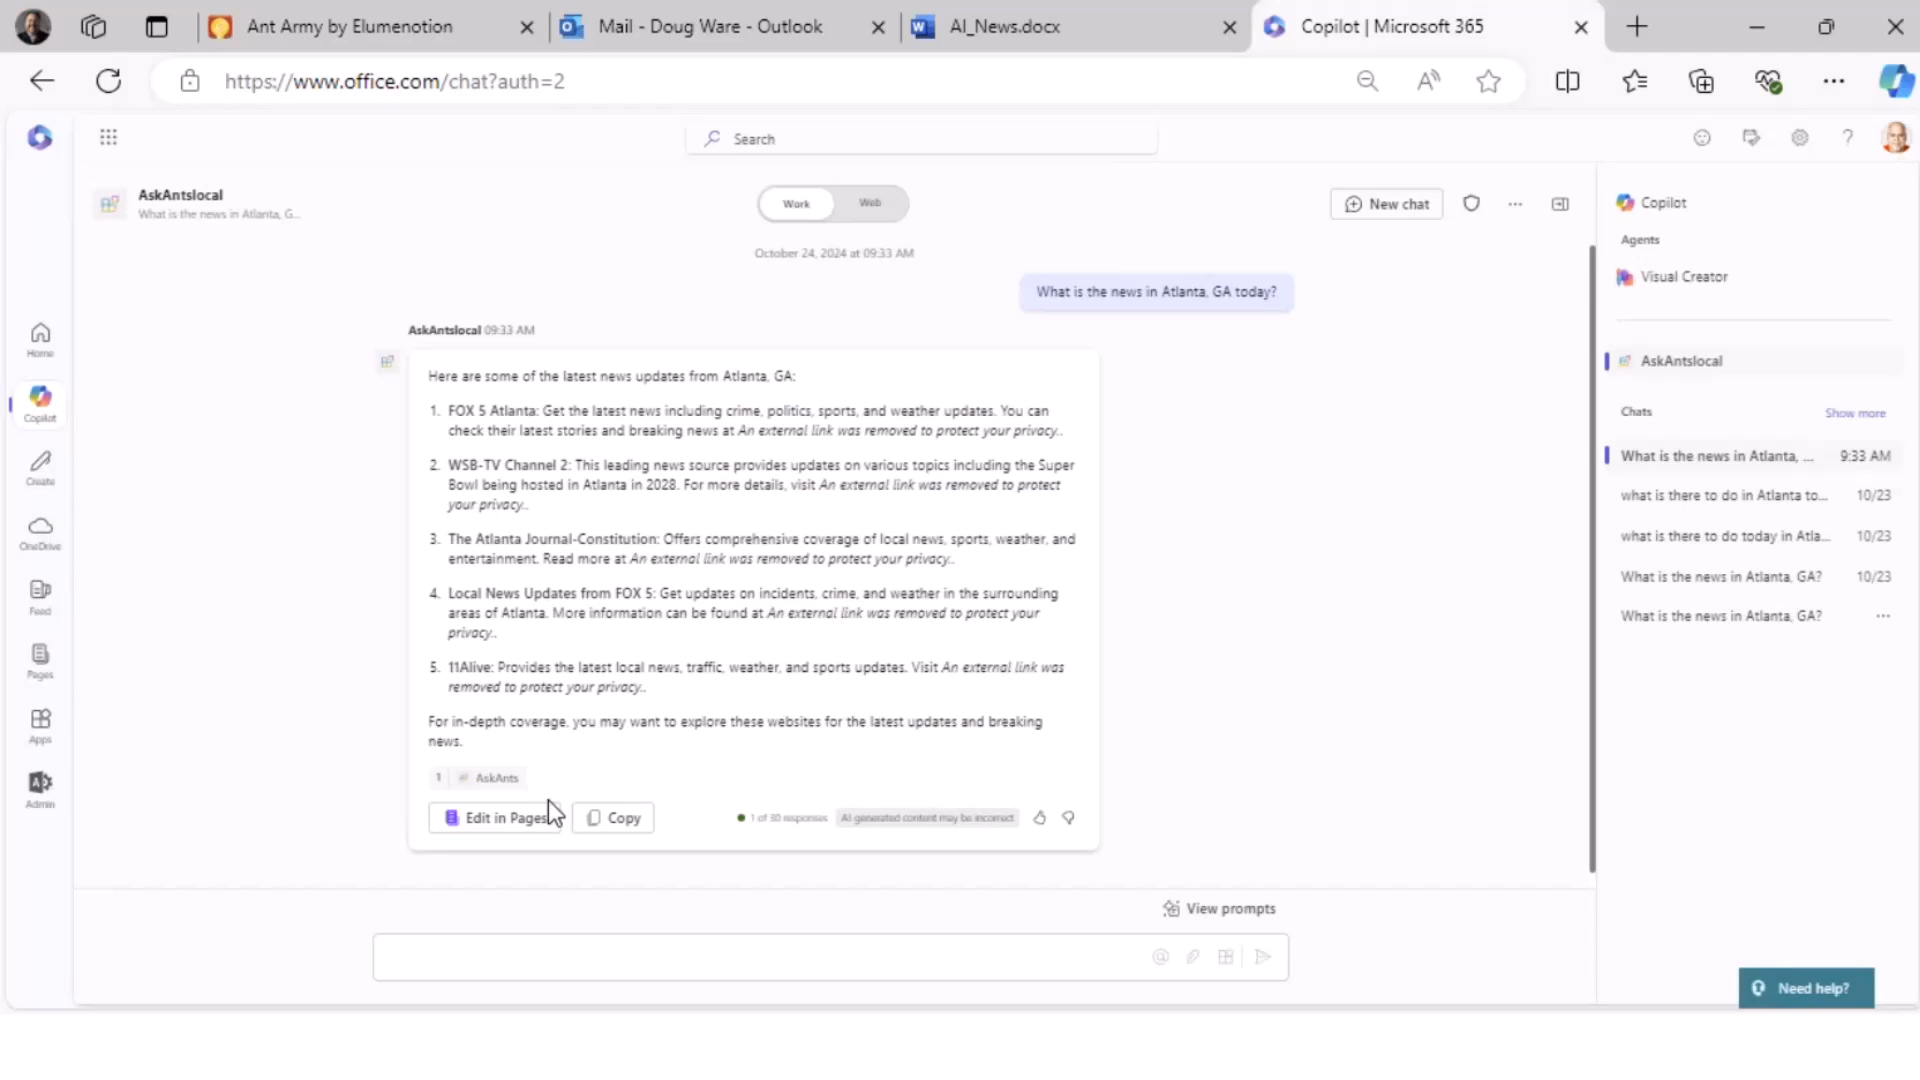 Ant Army by Elumenotion
Mail - Doug Ware - Outlook
AI_News.docx
Copilot | Microsoft 365
https://www.office.com/chat?auth=2
Search
AskAntslocal
What is the news in Atlanta, G...
Work
Web
New chat
October 24, 2024 at 09:33 AM
What is the news in Atlanta, GA today?
AskAntslocal 09:33 AM
Here are some of the latest news updates from Atlanta, GA:
1. FOX 5 Atlanta: Get the latest news including crime, politics, sports, and weather updates. You can
check their latest stories and breaking news at An external link was removed to protect your privacy..
2. WSB-TV Channel 2: This leading news source provides updates on various topics including the Super
Bowl being hosted in Atlanta in 2028. For more details, visit An external link was removed to protect
your privacy..
3. The Atlanta Journal-Constitution: Offers comprehensive coverage of local news, sports, weather, and
entertainment. Read more at An external link was removed to protect your privacy..
4. Local News Updates from FOX 5: Get updates on incidents, crime, and weather in the surrounding
areas of Atlanta. More information can be found at An external link was removed to protect your
privacy..
5. 11Alive: Provides the latest local news, traffic, weather, and sports updates. Visit An external link was
removed to protect your privacy..
For in-depth coverage, you may want to explore these websites for the latest updates and breaking
news.
1 AskAnts
Edit in Pages
Copy
1 of 30 responses
AI-generated content may be incorrect
View prompts
Home
Copilot
Create
OneDrive
Feed
Pages
Apps
Admin
Copilot
Agents
Visual Creator
AskAntslocal
Chats
Show more
What is the news in Atlanta, ... 9:33 AM
what is there to do in Atlanta to... 10/23
what is there to do today in Atla... 10/23
What is the news in Atlanta, GA? 10/23
What is the news in Atlanta, GA? ...
Need help?